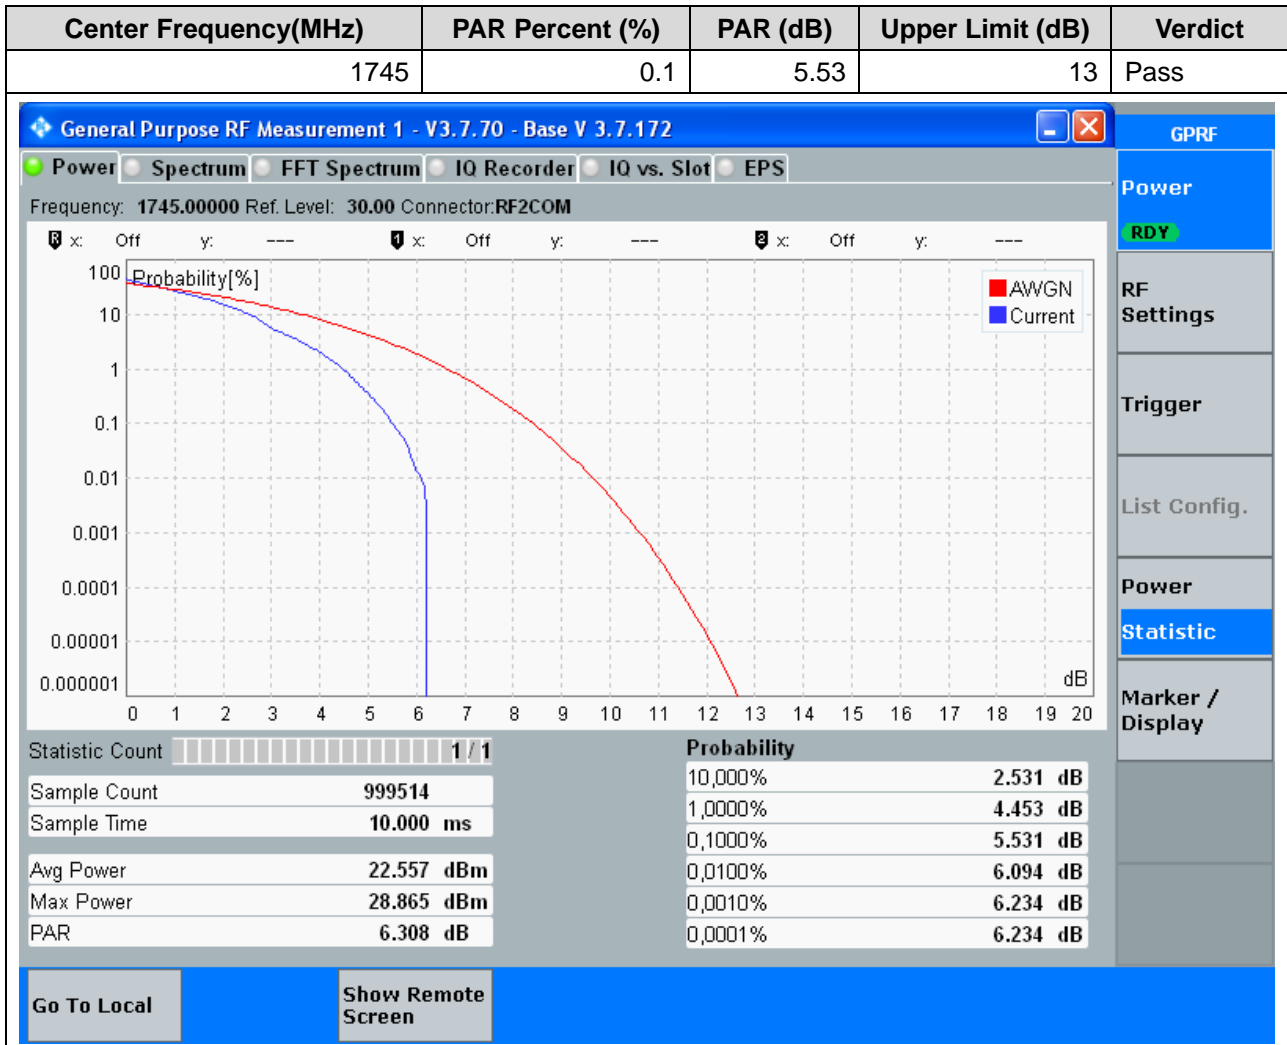 Center Frequency(MHz) PAR Percent (%) PAR (dB) Upper Limit (dB) Verdict
1745 0.1 5.53 13 Pass
General Purpose RF Measurement 1 - V3.7.70 - Base V 3.7.172
GPRF
Power Spectrum FFT Spectrum IQ Recorder IQ vs. Slot EPS
Frequency: 1745.00000 Ref. Level: 30.00 Connector:RF2COM
R x: Off y: --- 1 x: Off y: --- 2 x: Off y: ---
Probability[%]
AWGN
Current
100
10
1
0.1
0.01
0.001
0.0001
0.00001
0.000001
dB
0 1 2 3 4 5 6 7 8 9 10 11 12 13 14 15 16 17 18 19 20
Statistic Count 1 / 1
Sample Count 999514
Sample Time 10.000 ms
Avg Power 22.557 dBm
Max Power 28.865 dBm
PAR 6.308 dB
Probability
10,000% 2.531 dB
1,0000% 4.453 dB
0,1000% 5.531 dB
0,0100% 6.094 dB
0,0010% 6.234 dB
0,0001% 6.234 dB
Power
RDY
RF
Settings
Trigger
List Config.
Power
Statistic
Marker /
Display
Go To Local
Show Remote
Screen